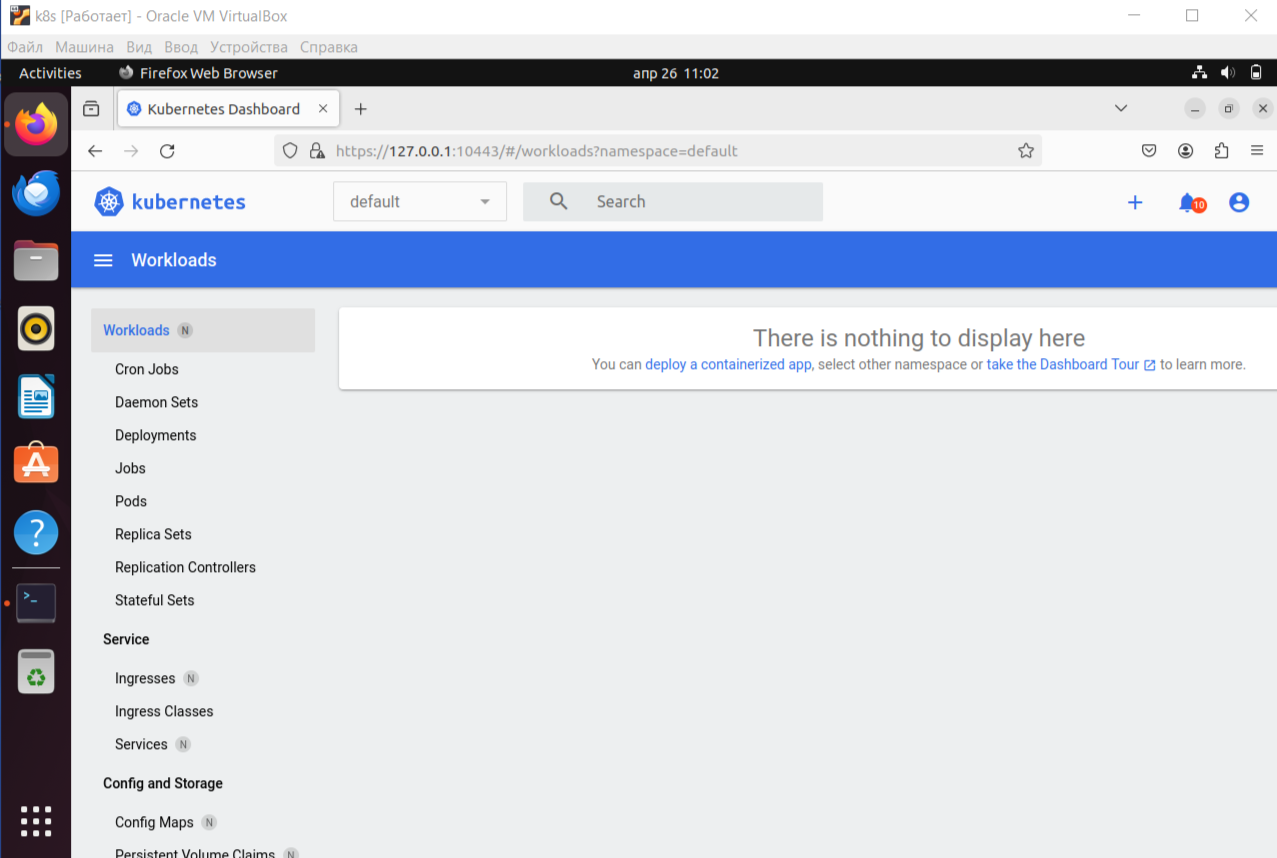 k8s [Работает] - Oracle VM VirtualBox
Файл Машина Вид Ввод Устройства Справка
Activities Firefox Web Browser апр 26 11:02
Kubernetes Dashboard
https://127.0.0.1:10443/#/workloads?namespace=default
kubernetes default Search 10
Workloads
Workloads N
There is nothing to display here
You can deploy a containerized app, select other namespace or take the Dashboard Tour to learn more.
Cron Jobs
Daemon Sets
Deployments
Jobs
Pods
Replica Sets
Replication Controllers
Stateful Sets
Service
Ingresses N
Ingress Classes
Services N
Config and Storage
Config Maps N
Persistent Volume Claims N